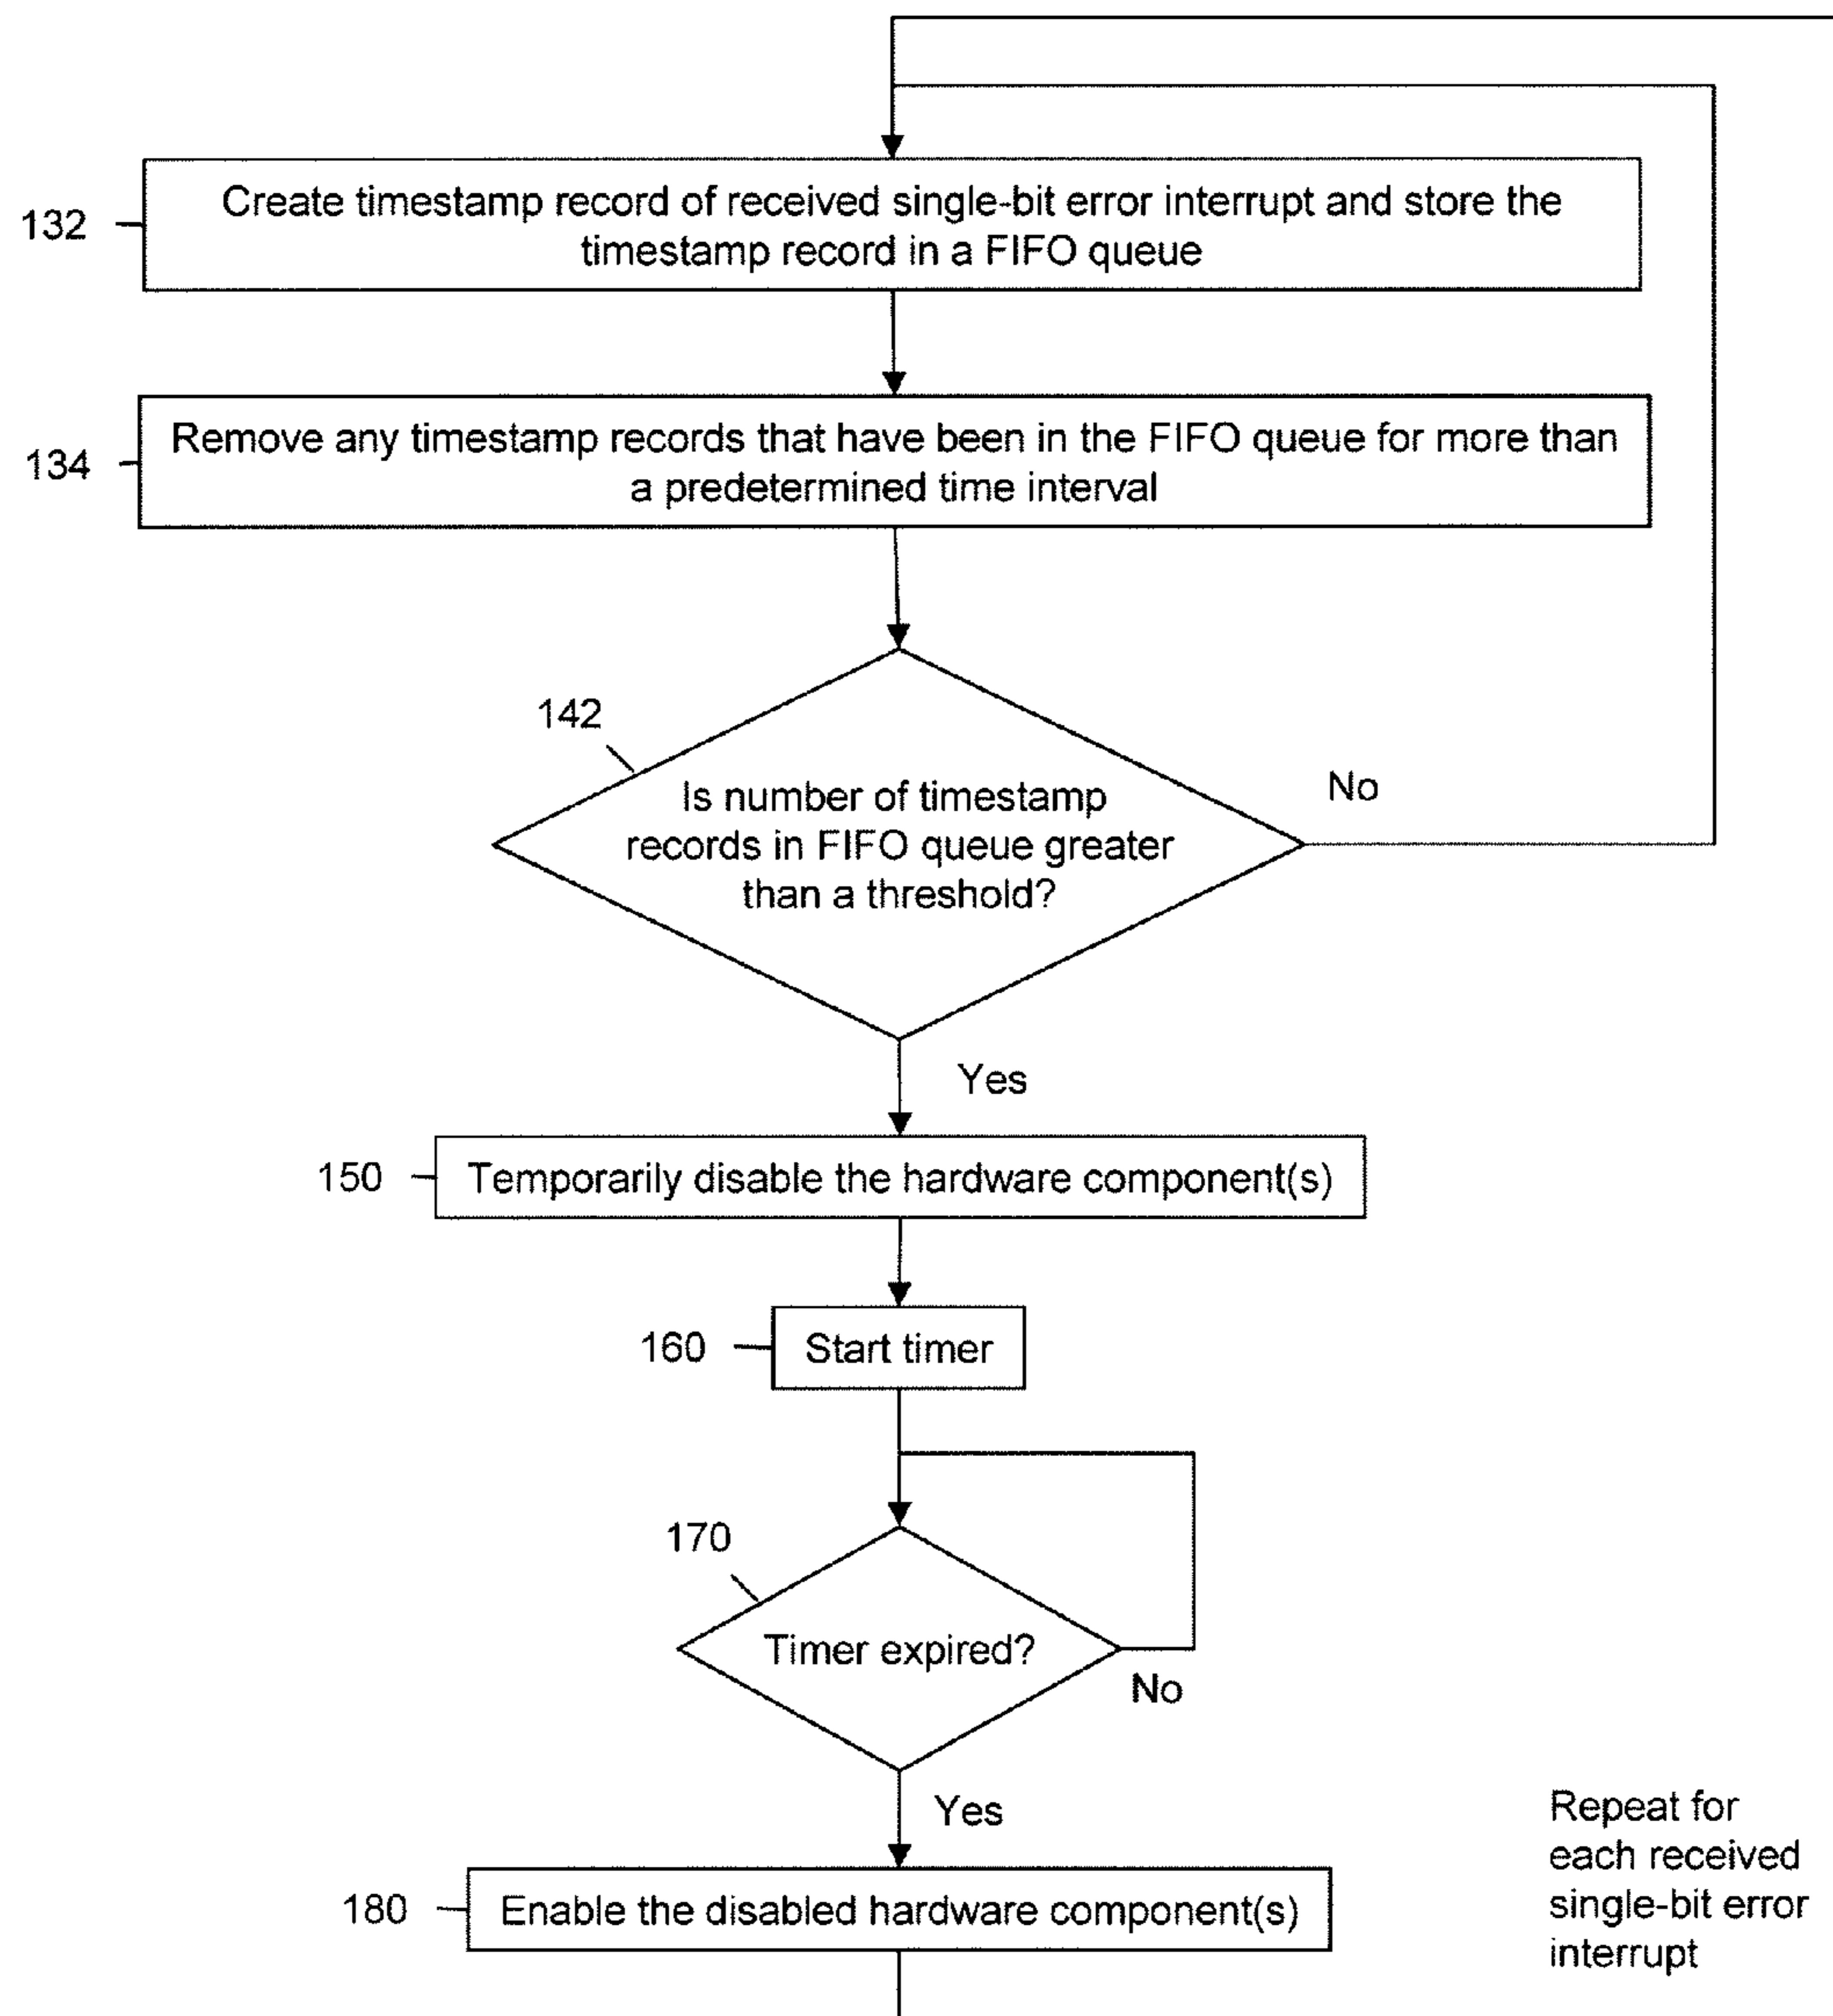 132
Create timestamp record of received single-bit error interrupt and store the
timestamp record in a FIFO queue
134
Remove any timestamp records that have been in the FIFO queue for more than
a predetermined time interval
142
Is number of timestamp
records in FIFO queue greater
than a threshold?
No
Yes
150
Temporarily disable the hardware component(s)
160
Start timer
170
Timer expired?
No
Yes
180
Enable the disabled hardware component(s)
Repeat for
each received
single-bit error
interrupt